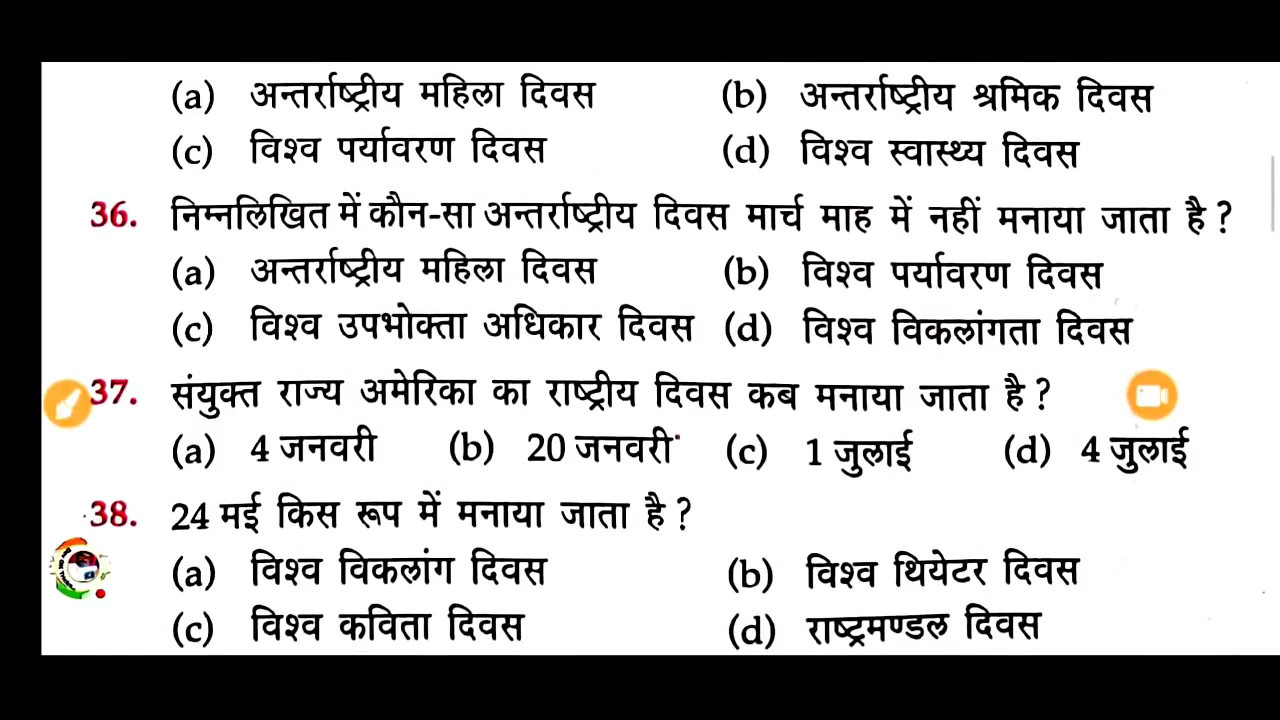 (a) अन्तर्राष्ट्रीय महिला दिवस (b) अन्तर्राष्ट्रीय श्रमिक दिवस
(c) विश्व पर्यावरण दिवस (d) विश्व स्वास्थ्य दिवस
36. निम्नलिखित में कौन-सा अन्तर्राष्ट्रीय दिवस मार्च माह में नहीं मनाया जाता है ?
(a) अन्तर्राष्ट्रीय महिला दिवस (b) विश्व पर्यावरण दिवस
(c) विश्व उपभोक्ता अधिकार दिवस (d) विश्व विकलांगता दिवस
37. संयुक्त राज्य अमेरिका का राष्ट्रीय दिवस कब मनाया जाता है ?
(a) 4 जनवरी (b) 20 जनवरी (c) 1 जुलाई (d) 4 जुलाई
38. 24 मई किस रूप में मनाया जाता है ?
(a) विश्व विकलांग दिवस (b) विश्व थियेटर दिवस
(c) विश्व कविता दिवस (d) राष्ट्रमण्डल दिवस